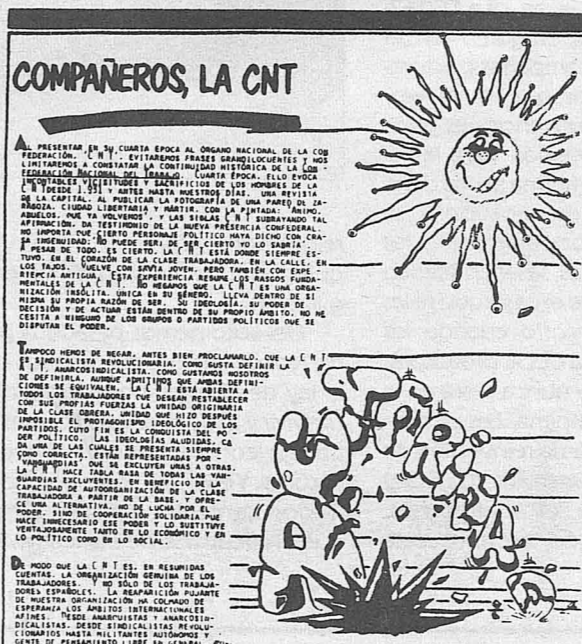 COMPAÑEROS, LA CNT
AL PRESENTAR EN SU CUARTA EPOCA AL ÓRGANO NACIONAL DE LA CON
FEDERACIÓN, "C N T", EVITAREMOS FRASES GRANDILOCUENTES Y NOS
LIMITAREMOS A CONSTATAR LA CONTINUIDAD HISTÓRICA DE LA CON-
FEDERACIÓN NACIONAL DEL TRABAJO. CUARTA ÉPOCA. ELLO EVOCA
INCONTABLES VICISITUDES Y SACRIFICIOS DE LOS HOMBRES DE LA
C N T DESDE Y ANTES HASTA NUESTROS DÍAS. UNA REVISTA
DE LA CAPITAL, AL PUBLICAR LA FOTOGRAFÍA DE UNA PARED DE ZA-
RAGOZA, CIUDAD LIBERTARIA Y MÁRTIR, CON LA PINTADA: "ÁNIMO,
ABUELOS, QUE YA VOLVEMOS", Y LAS SIGLAS C N T SUBRAYANDO TAL
AFIRMACIÓN, DA TESTIMONIO DE LA NUEVA PRESENCIA CONFEDERAL.
NO IMPORTA QUE CIERTO PERSONAJE POLÍTICO HAYA DICHO CON CRA-
SA INGENUIDAD: "NO PUEDE SER; DE SER CIERTO YO LO SABRÍA".
A PESAR DE TODO, ES CIERTO. LA C N T ESTÁ DONDE SIEMPRE ES-
TUVO, EN EL CORAZÓN DE LA CLASE TRABAJADORA, EN LA CALLE, EN
LOS TAJOS. VUELVE CON SAVIA JOVEN, PERO TAMBIÉN CON EXPE-
RIENCIA ANTIGUA. ESTA EXPERIENCIA RESUME LOS RASGOS FUNDA-
MENTALES DE LA C N T. NO NEGAMOS QUE LA C N T ES UNA ORGA-
NIZACIÓN INSÓLITA, ÚNICA EN SU GÉNERO. LLEVA DENTRO DE SI
MISMA SU PROPIA RAZÓN DE SER. SU IDEOLOGÍA, SU PODER DE
DECISIÓN Y DE ACTUAR ESTÁN DENTRO DE SU PROPIO ÁMBITO, NO NE
CESITA A NINGUNO DE LOS GRUPOS O PARTIDOS POLÍTICOS QUE SE
DISPUTAN EL PODER.
TAMPOCO HEMOS DE NEGAR, ANTES BIEN PROCLAMARLO, QUE LA C N T
ES SINDICALISTA REVOLUCIONARIA, COMO GUSTA DEFINIR LA
A I T, ANARCOSINDICALISTA, COMO GUSTAMOS NOSOTROS
DE DEFINIRLA, AUNQUE ADMITIMOS QUE AMBAS DEFINI-
CIONES SE EQUIVALEN. LA C N T ESTÁ ABIERTA A
TODOS LOS TRABAJADORES QUE DESEAN RESTABLECER
CON SUS PROPIAS FUERZAS LA UNIDAD ORIGINARIA
DE LA CLASE OBRERA, UNIDAD QUE HIZO DESPUÉS
IMPOSIBLE EL PROTAGONISMO IDEOLÓGICO DE LOS
PARTIDOS, CUYO FIN ES LA CONQUISTA DEL PO-
DER POLÍTICO. LAS IDEOLOGÍAS ALUDIDAS, CA
DA UNA DE LAS CUALES SE PRESENTA SIEMPRE
COMO CORRECTA, ESTÁN REPRESENTADAS POR -
"VANGUARDIAS" QUE SE EXCLUYEN UNAS A OTRAS.
LA C N T HACE TABLA RASA DE TODAS LAS VAN-
GUARDIAS EXCLUYENTES, EN BENEFICIO DE LA
CAPACIDAD DE AUTOORGANIZACIÓN DE LA CLASE
TRABAJADORA A PARTIR DE LA BASE. Y OFRE-
CE UNA ALTERNATIVA, NO DE LUCHA POR EL
PODER, SINO DE COOPERACIÓN SOLIDARIA QUE
HACE INNECESARIO ESE PODER Y LO SUSTITUYE
VENTAJOSAMENTE TANTO EN LO ECONÓMICO Y EN
LO POLÍTICO COMO EN LO SOCIAL.
DE MODO QUE LA C N T ES, EN RESUMIDAS
CUENTAS, LA ORGANIZACIÓN GENUINA DE LOS
TRABAJADORES. Y NO SÓLO DE LOS TRABAJA-
DORES ESPAÑOLES. LA REAPARICIÓN PUJANTE
DE NUESTRA ORGANIZACIÓN HA COLMADO DE
ESPERANZA LOS ÁMBITOS INTERNACIONALES
AFINES. DESDE ANARQUISTAS Y ANARCOSIN-
DICALISTAS, DESDE SINDICALISTAS REVOLU-
CIONARIOS HASTA MILITANTES AUTÓNOMOS Y
GENTE DE PENSAMIENTO LIBRE EN GENERAL,